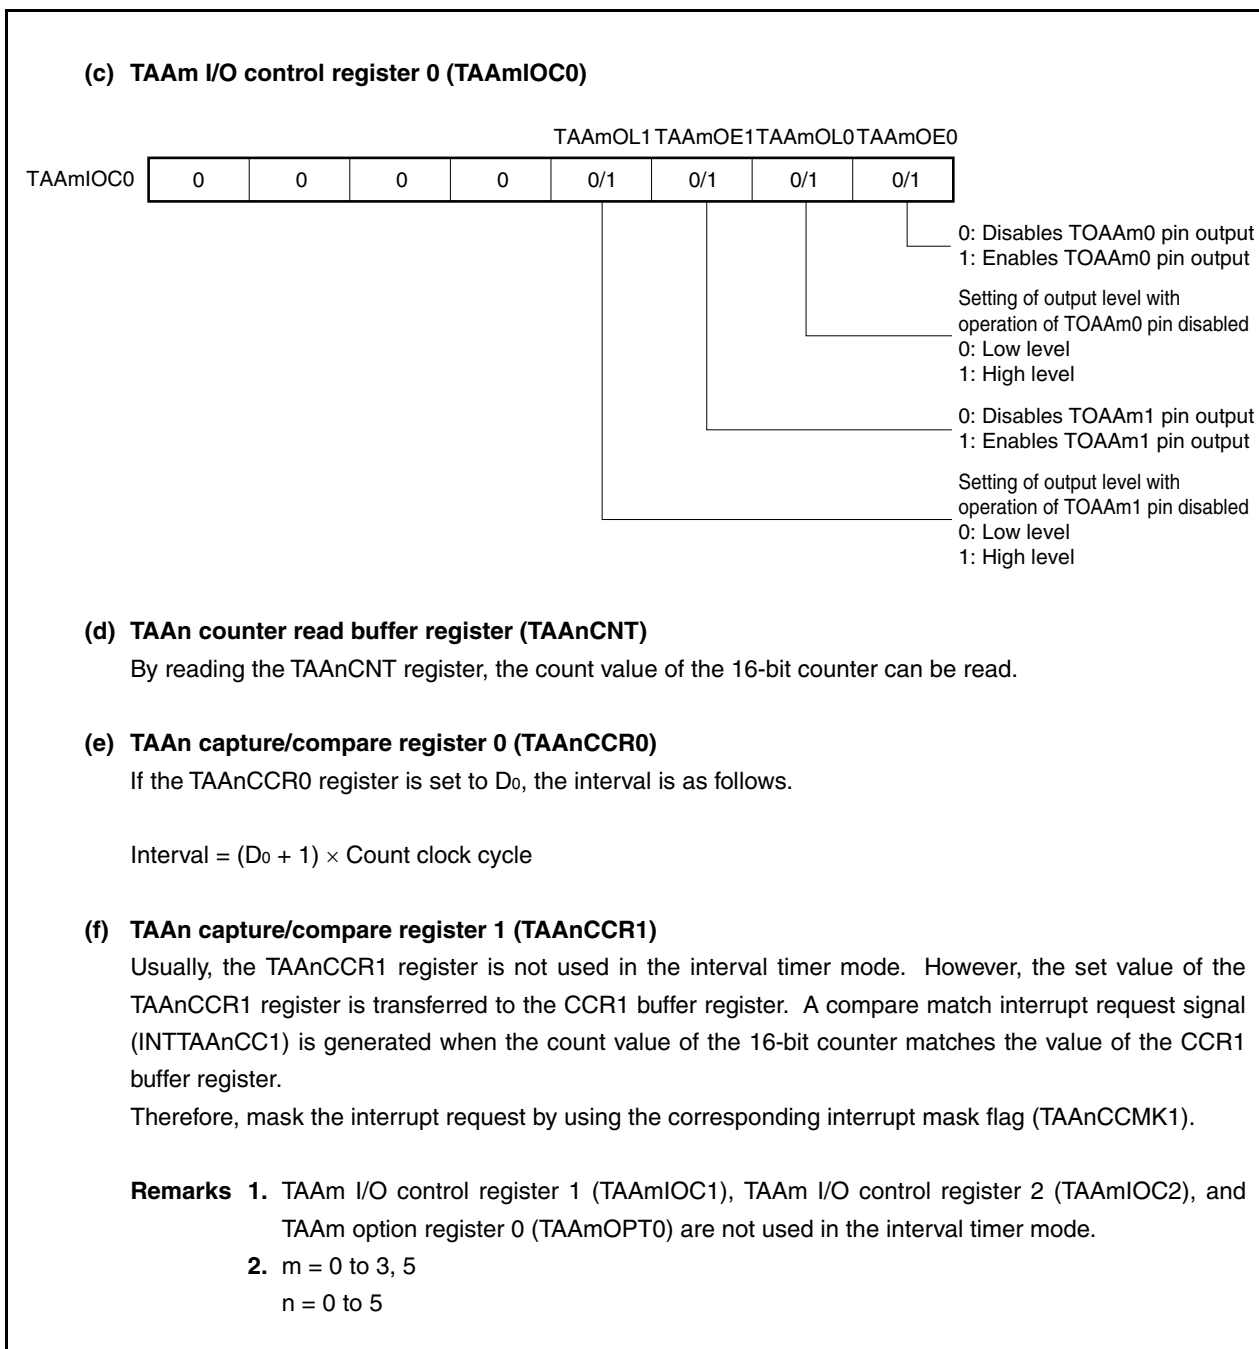 (c) TAAm I/O control register 0 (TAAmIOC0)
TAAmOL1 TAAmOE1 TAAmOL0 TAAmOE0
TAAmIOC0 0 0 0 0 0/1 0/1 0/1 0/1
0: Disables TOAAm0 pin output
1: Enables TOAAm0 pin output
Setting of output level with
operation of TOAAm0 pin disabled
0: Low level
1: High level
0: Disables TOAAm1 pin output
1: Enables TOAAm1 pin output
Setting of output level with
operation of TOAAm1 pin disabled
0: Low level
1: High level
(d) TAAn counter read buffer register (TAAnCNT)
By reading the TAAnCNT register, the count value of the 16-bit counter can be read.
(e) TAAn capture/compare register 0 (TAAnCCR0)
If the TAAnCCR0 register is set to D0, the interval is as follows.
Interval = (D0 + 1) × Count clock cycle
(f) TAAn capture/compare register 1 (TAAnCCR1)
Usually, the TAAnCCR1 register is not used in the interval timer mode. However, the set value of the
TAAnCCR1 register is transferred to the CCR1 buffer register. A compare match interrupt request signal
(INTTAAnCC1) is generated when the count value of the 16-bit counter matches the value of the CCR1
buffer register.
Therefore, mask the interrupt request by using the corresponding interrupt mask flag (TAAnCCMK1).
Remarks 1. TAAm I/O control register 1 (TAAmIOC1), TAAm I/O control register 2 (TAAmIOC2), and
TAAm option register 0 (TAAmOPT0) are not used in the interval timer mode.
2. m = 0 to 3, 5
n = 0 to 5